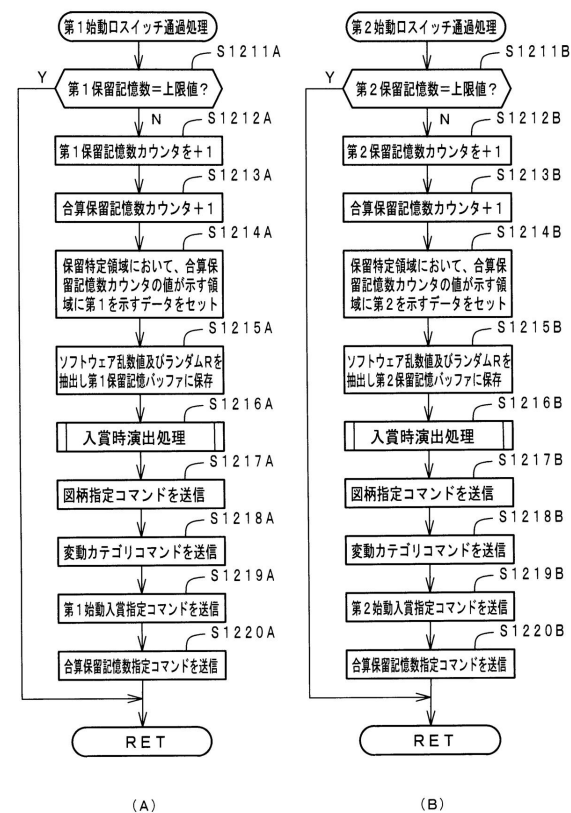 第1始動口スイッチ通過処理
S1211A
Y
第1保留記憶数=上限値?
N
S1212A
第1保留記憶数カウンタを+1
S1213A
合算保留記憶数カウンタ+1
S1214A
保留特定領域において、合算保
留記憶数カウンタの値が示す領
域に第1を示すデータをセット
S1215A
ソフトウェア乱数値及びランダムRを
抽出し第1保留記憶バッファに保存
S1216A
入賞時演出処理
S1217A
図柄指定コマンドを送信
S1218A
変動カテゴリコマンドを送信
S1219A
第1始動入賞指定コマンドを送信
S1220A
合算保留記憶数指定コマンドを送信
RET
(A)
第2始動口スイッチ通過処理
S1211B
Y
第2保留記憶数=上限値?
N
S1212B
第2保留記憶数カウンタを+1
S1213B
合算保留記憶数カウンタ+1
S1214B
保留特定領域において、合算保
留記憶数カウンタの値が示す領
域に第2を示すデータをセット
S1215B
ソフトウェア乱数値及びランダムRを
抽出し第2保留記憶バッファに保存
S1216B
入賞時演出処理
S1217B
図柄指定コマンドを送信
S1218B
変動カテゴリコマンドを送信
S1219B
第2始動入賞指定コマンドを送信
S1220B
合算保留記憶数指定コマンドを送信
RET
(B)